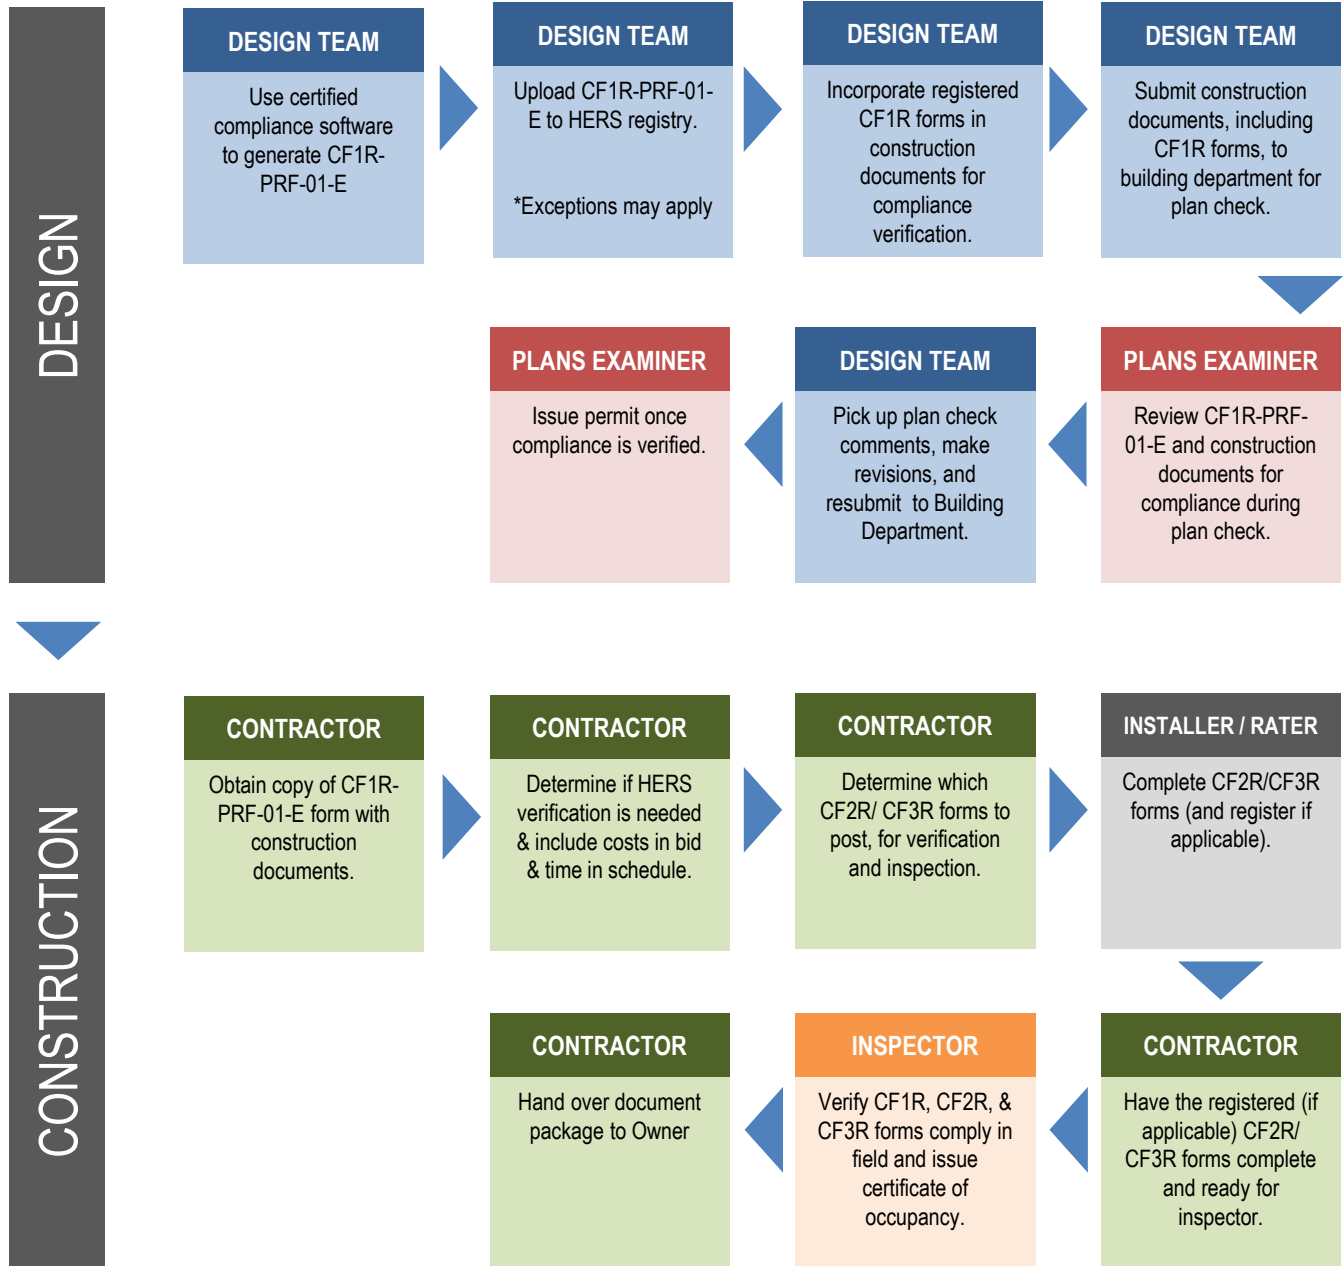 DESIGN
DESIGN TEAM
Use certified
compliance software
to generate CF1R-
PRF-01-E
DESIGN TEAM
Upload CF1R-PRF-01-
E to HERS registry.
*Exceptions may apply
DESIGN TEAM
Incorporate registered
CF1R forms in
construction
documents for
compliance
verification.
DESIGN TEAM
Submit construction
documents, including
CF1R forms, to
building department for
plan check.
PLANS EXAMINER
Review CF1R-PRF-
01-E and construction
documents for
compliance during
plan check.
DESIGN TEAM
Pick up plan check
comments, make
revisions, and
resubmit to Building
Department.
PLANS EXAMINER
Issue permit once
compliance is verified.
CONSTRUCTION
CONTRACTOR
Obtain copy of CF1R-
PRF-01-E form with
construction
documents.
CONTRACTOR
Determine if HERS
verification is needed
& include costs in bid
& time in schedule.
CONTRACTOR
Determine which
CF2R/ CF3R forms to
post, for verification
and inspection.
INSTALLER / RATER
Complete CF2R/CF3R
forms (and register if
applicable).
CONTRACTOR
Have the registered (if
applicable) CF2R/
CF3R forms complete
and ready for
inspector.
INSPECTOR
Verify CF1R, CF2R, &
CF3R forms comply in
field and issue
certificate of
occupancy.
CONTRACTOR
Hand over document
package to Owner